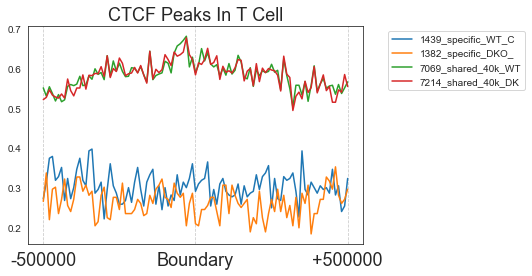 CTCF Peaks In T Cell
0.7
0.6
0.5
0.4
0.3
0.2
-500000 Boundary +500000
1439_specific_WT_C
1382_specific_DKO_
7069_shared_40k_WT
7214_shared_40k_DK